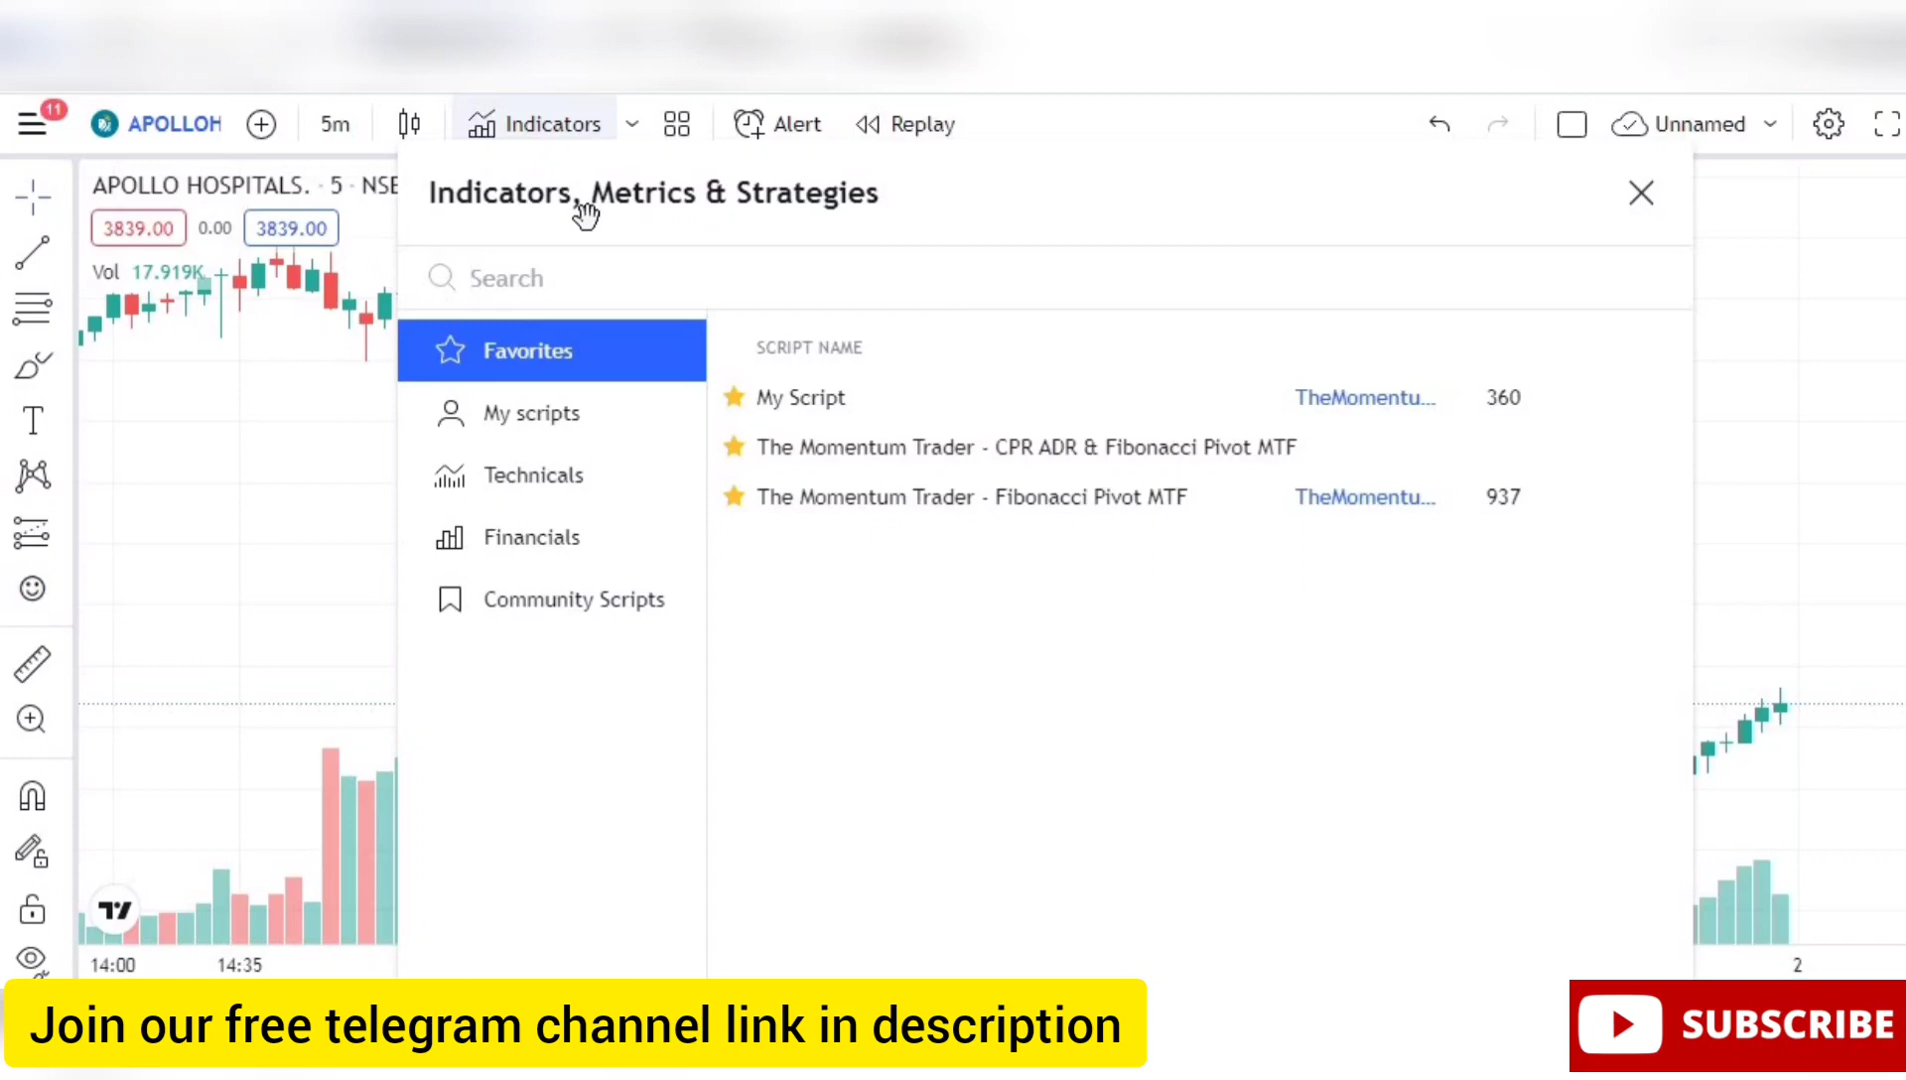 11
APOLLOH
5m
Indicators
Alert
Replay
Unnamed
APOLLO HOSPITALS. · 5 · NSE
3839.00 0.00 3839.00
Vol 17.919K
Indicators, Metrics & Strategies
Search
Favorites
My scripts
Technicals
Financials
Community Scripts
SCRIPT NAME
My Script TheMomentu... 360
The Momentum Trader - CPR ADR & Fibonacci Pivot MTF
The Momentum Trader - Fibonacci Pivot MTF TheMomentu... 937
14:00 14:35 2
Join our free telegram channel link in description
SUBSCRIBE